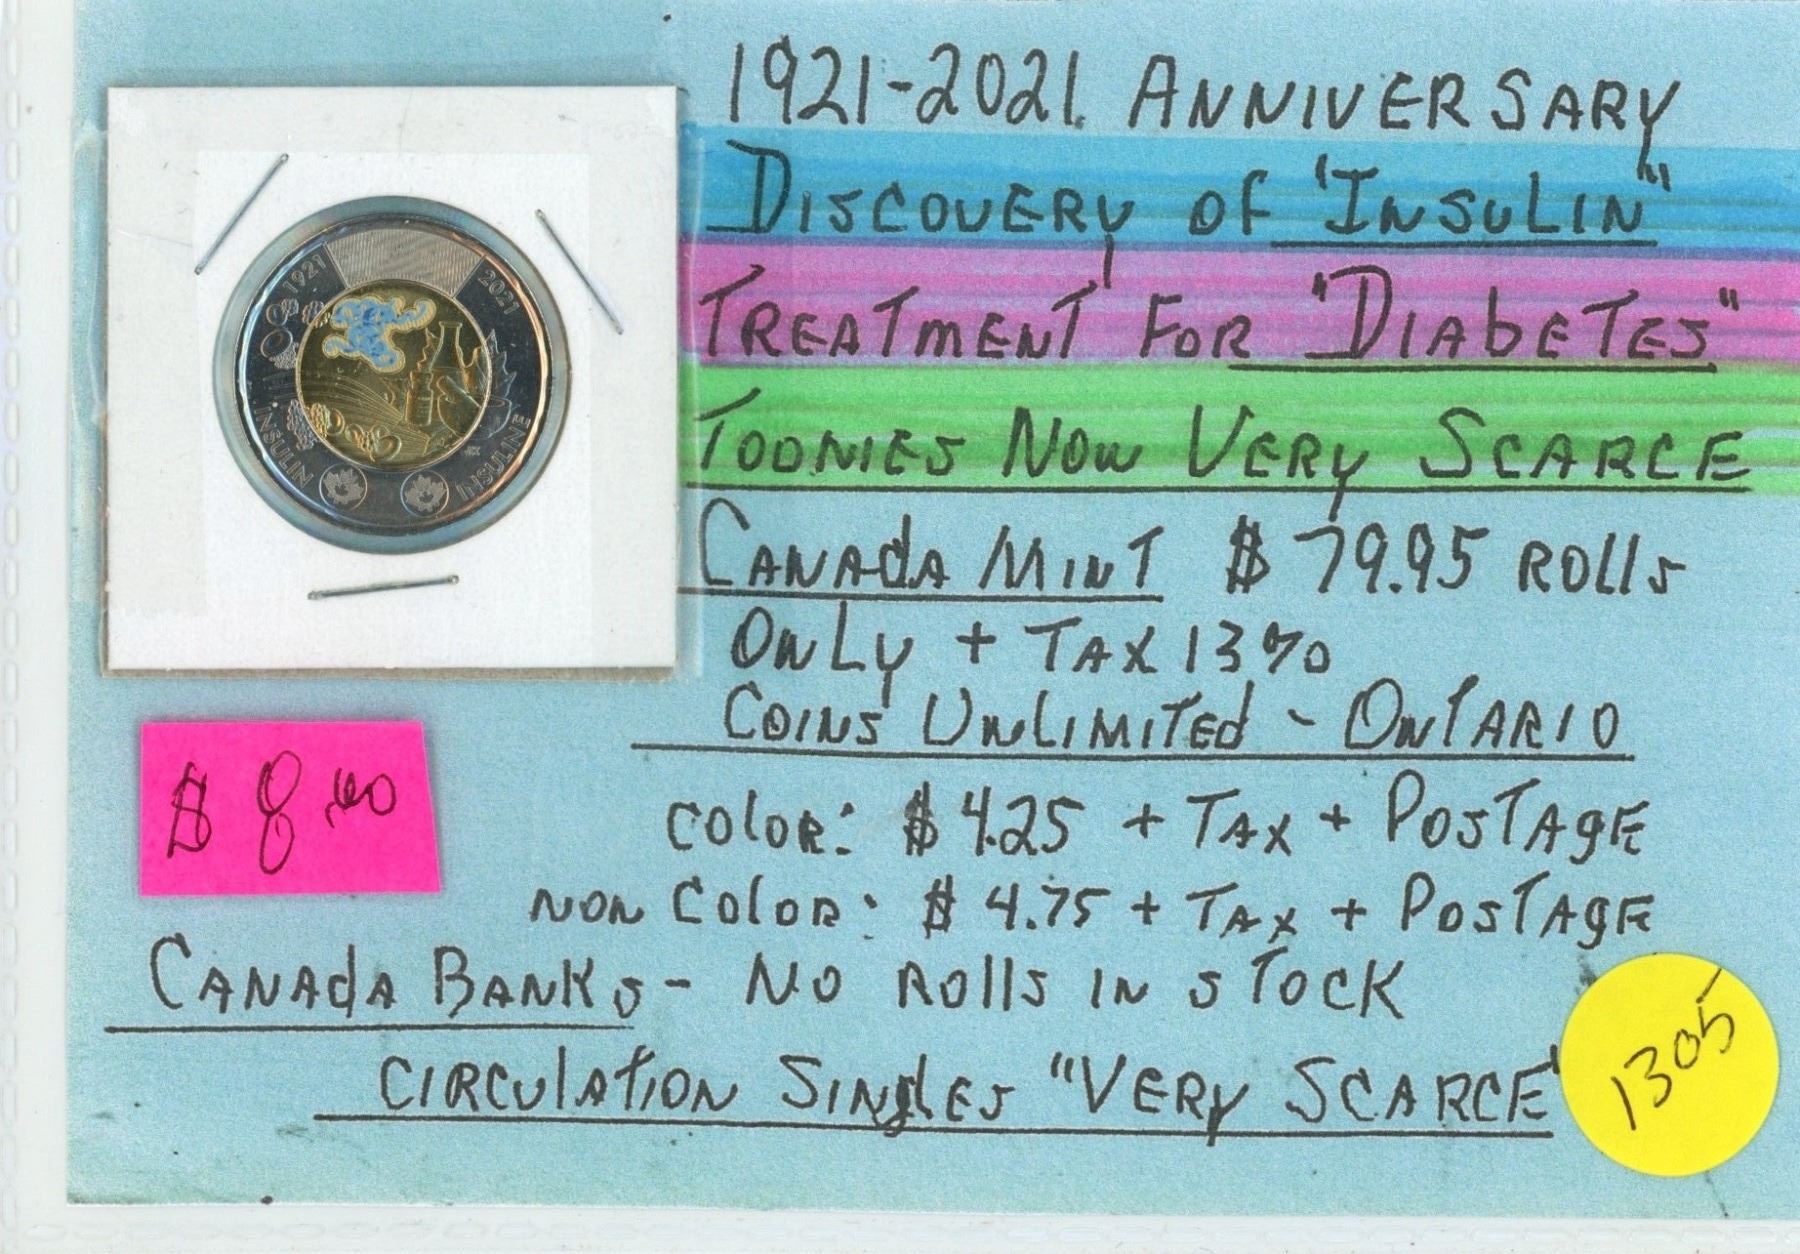 1921-2021 ANNIVERSARY
DISCOVERY OF "INSULIN"
TREATMENT FOR "DIAbETES"
TOONIES NOW VERY SCARCE
CANAdA MINT $79.95 ROllS
ONLY + TAX 13%
COINS UNLIMITEd - ONTARIO
COlOR: $4.25 + TAX + POSTAgE
NON COlOR: $4.75 + TAX + POSTAgE
CANAdA BANKS - NO ROllS IN STOCK
CIRCulATION SINglES "VERY SCARCE"
1921
2021
INSULIN
INSULINE
$8.
1305